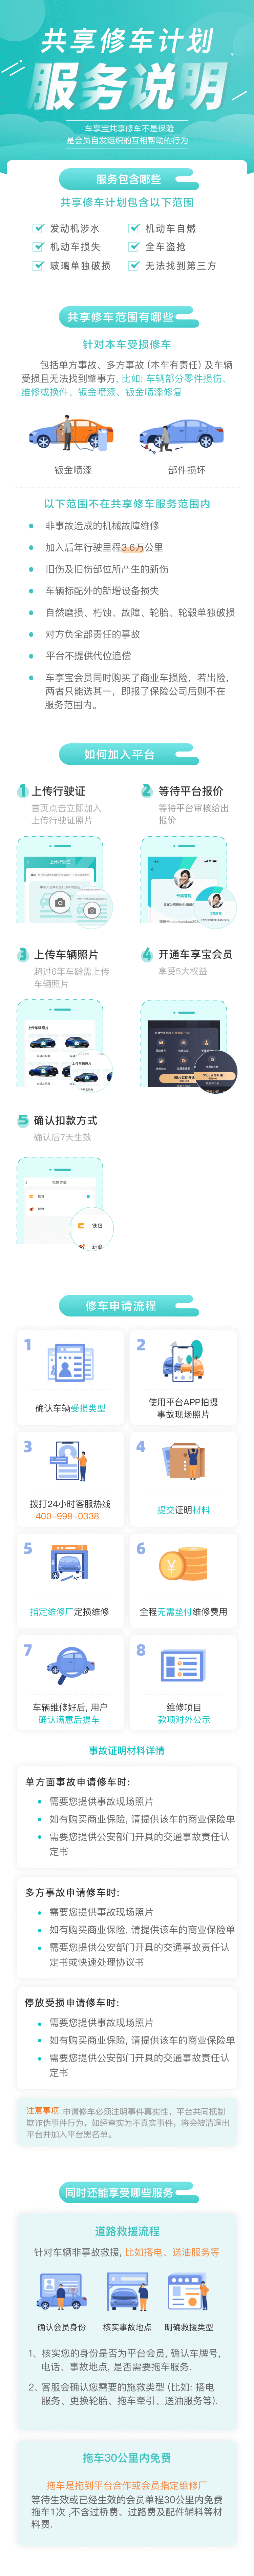 共享修车计划
服务说明
车享宝共享修车不是保险
是会员自发组织的互相帮助的行为
服务包含哪些
共享修车计划包含以下范围
发动机涉水
机动车自燃
机动车损失
全车盗抢
玻璃单独破损
无法找到第三方
共享修车范围有哪些
针对本车受损修车
包括单方事故、多方事故 (本车有责任) 及车辆
受损且无法找到肇事方, 比如: 车辆部分零件损伤、
维修或换件、钣金喷漆、钣金喷漆修复
钣金喷漆
部件损坏
以下范围不在共享修车服务范围内
非事故造成的机械故障维修
加入后年行驶里程3.6万公里
旧伤及旧伤部位所产生的新伤
车辆标配外的新增设备损失
自然磨损、朽蚀、故障、轮胎、轮毂单独破损
对方负全部责任的事故
平台不提供代位追偿
车享宝会员同时购买了商业车损险，若出险,
两者只能选其一，即报了保险公司后则不在
服务范围内。
如何加入平台
1 上传行驶证
首页点击立即加入
上传行驶证照片
2 等待平台报价
等待平台审核给出
报价
上传行驶证
专属客服
3 上传车辆照片
超过6年车龄需上传
车辆照片
4 开通车享宝会员
享受5大权益
上传车辆照片
5 确认扣款方式
确认后7天生效
钱包
修车申请流程
1
确认车辆受损类型
2
使用平台APP拍摄
事故现场照片
3
拨打24小时客服热线
400-999-0338
4
提交证明材料
5
指定维修厂定损维修
6
全程无需垫付维修费用
7
车辆维修好后, 用户
确认满意后提车
8
维修项目
款项对外公示
事故证明材料详情
单方面事故申请修车时:
需要您提供事故现场照片
如有购买商业保险, 请提供该车的商业保险单
需要您提供公安部门开具的交通事故责任认
定书
多方事故申请修车时:
需要您提供事故现场照片
如有购买商业保险, 请提供该车的商业保险单
需要您提供公安部门开具的交通事故责任认
定书或快速处理协议书
停放受损申请修车时:
需要您提供事故现场照片
如有购买商业保险, 请提供该车的商业保险单
需要您提供公安部门开具的交通事故责任认
定书
注意事项: 申请修车必须注明事件真实性，平台共同抵制
欺诈伪事件行为，如经查实为不真实事件，将会被清退出
平台并加入平台黑名单。
同时还能享受哪些服务
道路救援流程
针对车辆非事故救援, 比如搭电、送油服务等
确认会员身份
核实事故地点
明确救援类型
1、核实您的身份是否为平台会员, 确认车牌号,
电话、事故地点, 是否需要拖车服务.
2、客服会确认您需要的施救类型 (比如: 搭电
服务、更换轮胎、拖车牵引、送油服务等).
拖车30公里内免费
拖车是拖到平台合作或会员指定维修厂
等待生效或已经生效的会员单程30公里内免费
拖车1次 ,不含过桥费、过路费及配件辅料等材
料费.